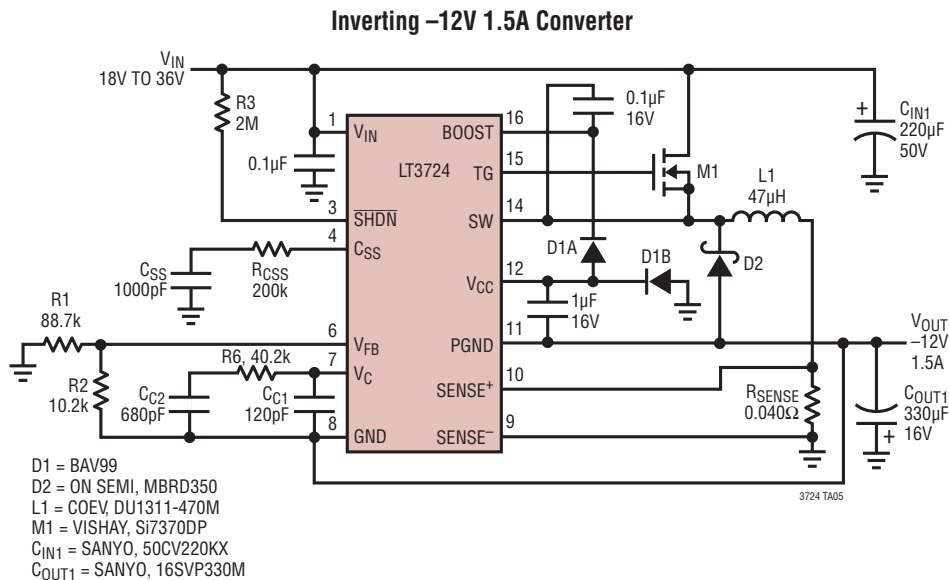 Inverting –12V 1.5A Converter
VIN
18V TO 36V
R3
2M
0.1µF
1
VIN
LT3724
BOOST
16
0.1µF
16V
CIN1
220µF
50V
+
TG
15
M1
L1
47µH
3
SHDN
SW
14
4
CSS
CSS
1000pF
RCSS
200k
D1A
D1B
D2
VCC
12
1µF
16V
R1
88.7k
6
VFB
PGND
11
VOUT
–12V
1.5A
R2
10.2k
R6, 40.2k
7
VC
SENSE+
10
CC2
680pF
CC1
120pF
RSENSE
0.040Ω
COUT1
330µF
16V
+
8
GND
SENSE–
9
D1 = BAV99
D2 = ON SEMI, MBRD350
L1 = COEV, DU1311-470M
M1 = VISHAY, Si7370DP
CIN1 = SANYO, 50CV220KX
COUT1 = SANYO, 16SVP330M
3724 TA05